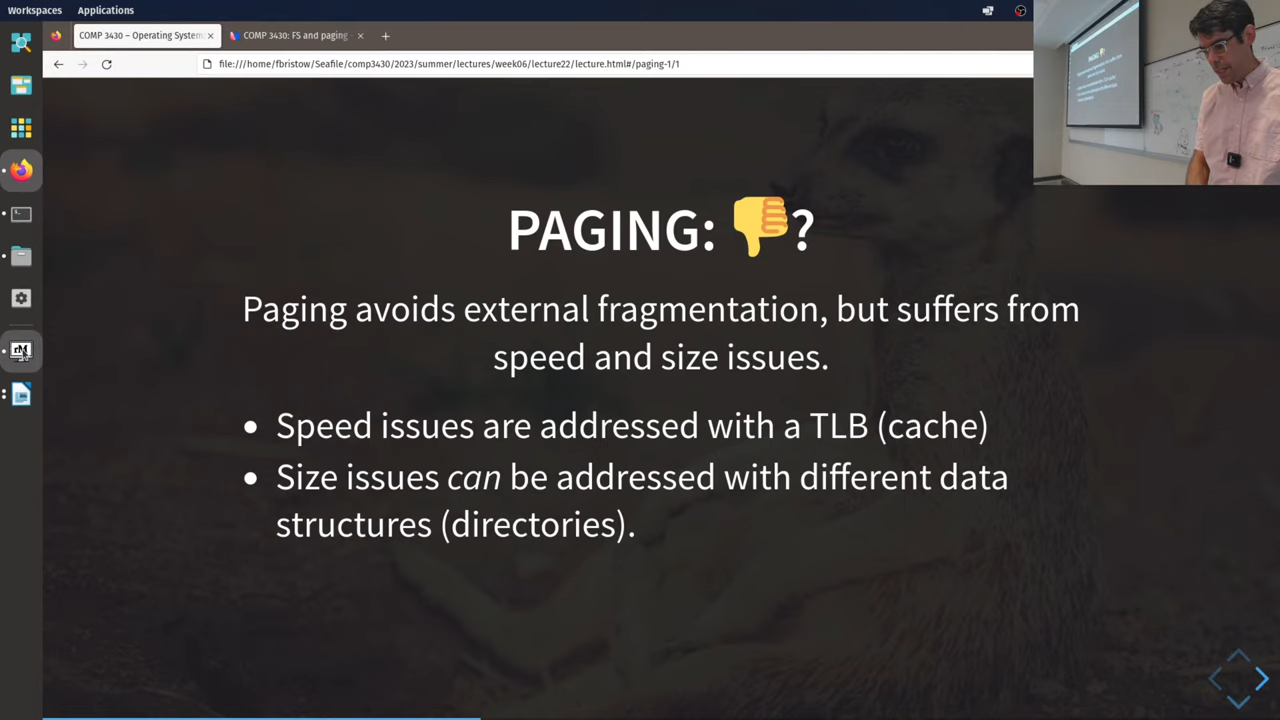 Workspaces Applications
COMP 3430 – Operating System
COMP 3430: FS and paging
file:///home/fbristow/Seafile/comp3430/2023/summer/lectures/week06/lecture22/lecture.html#/paging-1/1
PAGING: 👎?
Paging avoids external fragmentation, but suffers from
speed and size issues.
• Speed issues are addressed with a TLB (cache)
• Size issues can be addressed with different data
structures (directories).